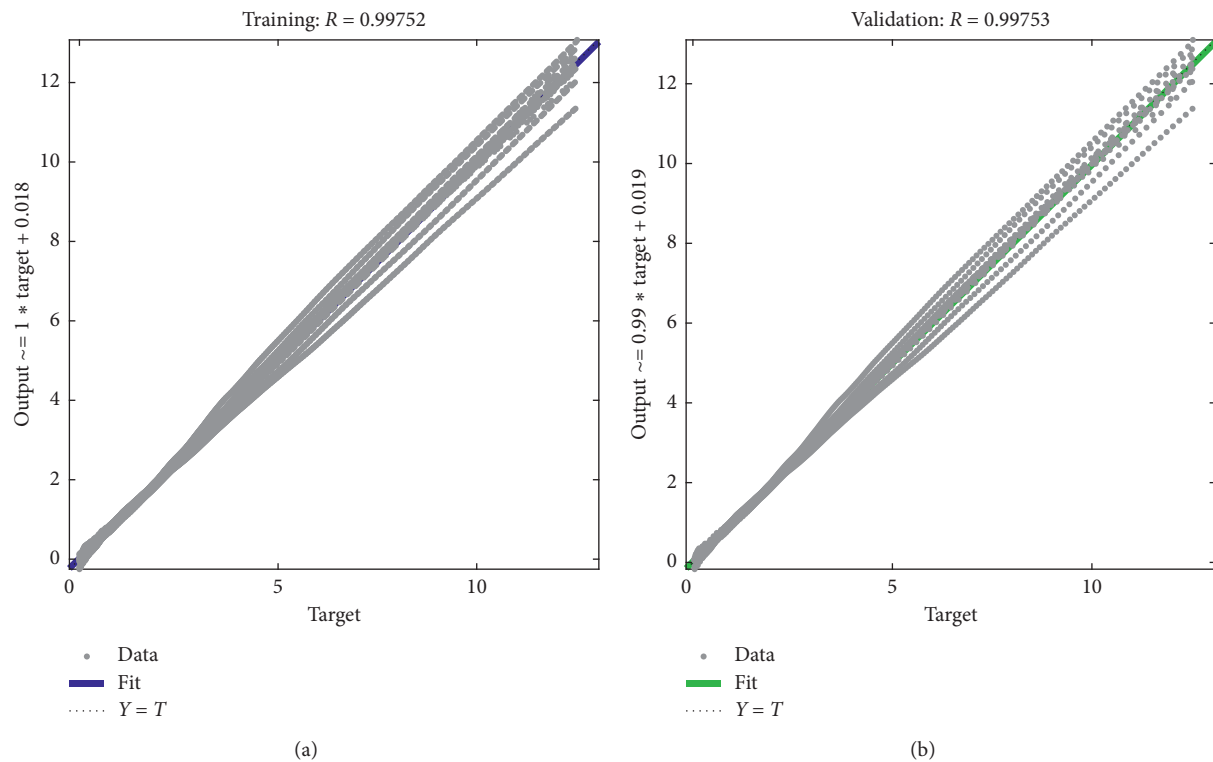 Training: R = 0.99752
Output ~= 1 * target + 0.018
12
10
8
6
4
2
0
0
5
10
Target
Data
Fit
Y = T
(a)
Validation: R = 0.99753
Output ~= 0.99 * target + 0.019
12
10
8
6
4
2
0
0
5
10
Target
Data
Fit
Y = T
(b)